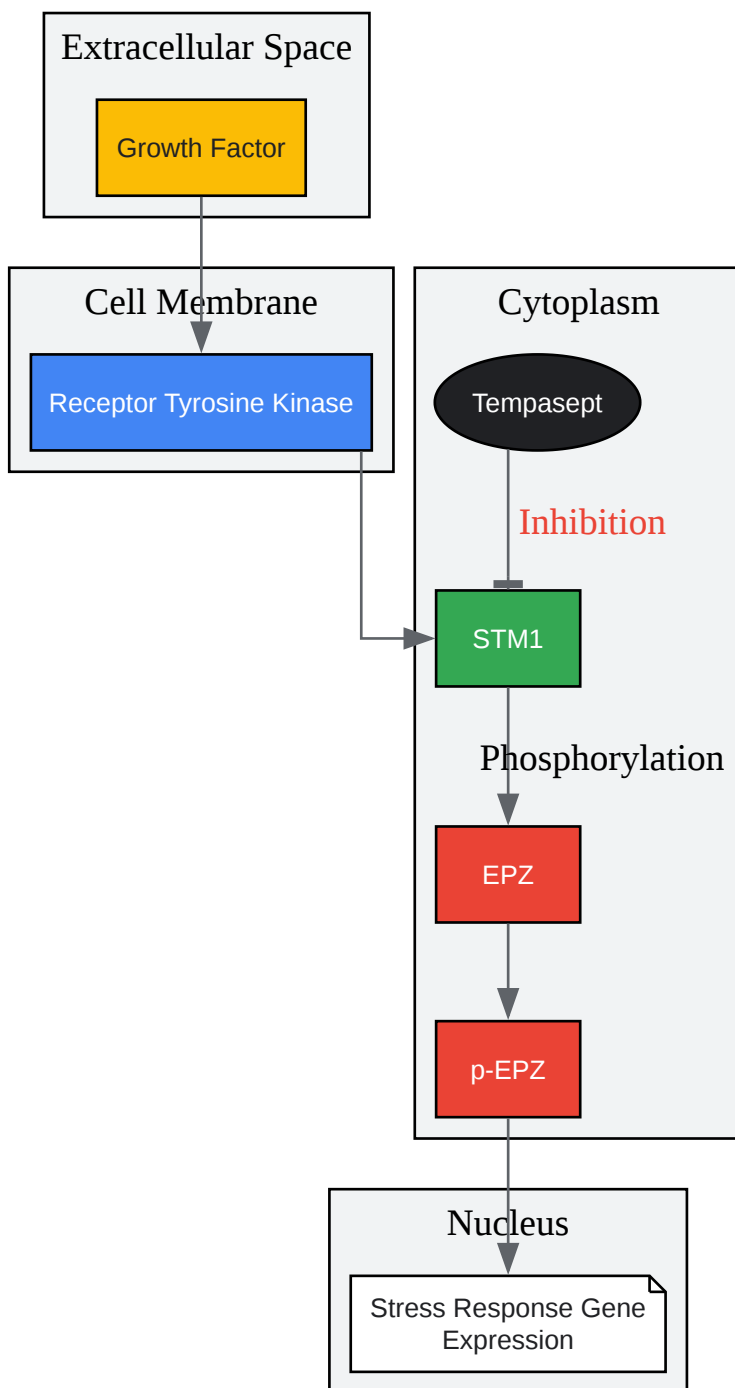 Extracellular Space
Growth Factor
Cell Membrane
Receptor Tyrosine Kinase
Cytoplasm
Tempasept
Inhibition
STM1
Phosphorylation
EPZ
p-EPZ
Nucleus
Stress Response Gene
Expression